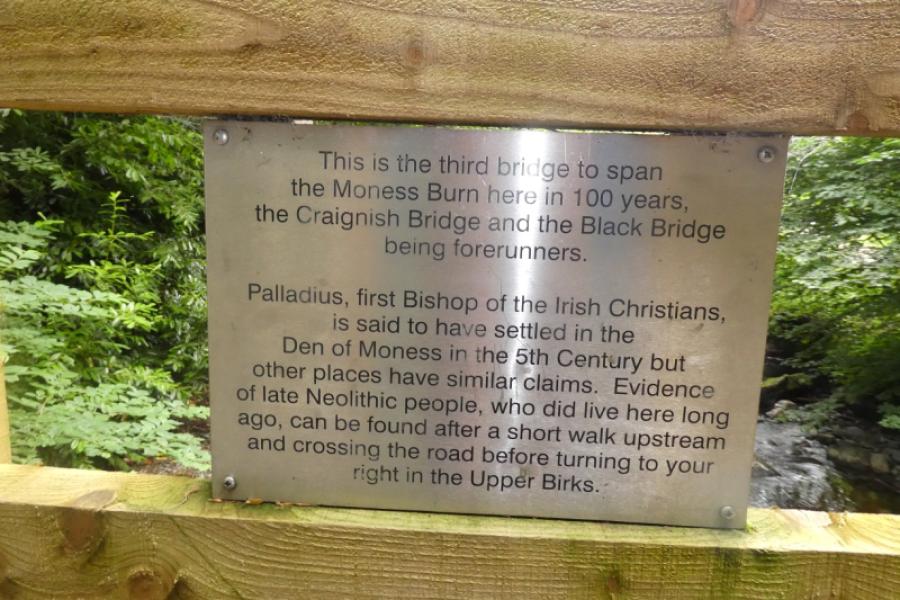 This is the third bridge to span
the Moness Burn here in 100 years,
the Craignish Bridge and the Black Bridge
being forerunners.
Palladius, first Bishop of the Irish Christians,
is said to have settled in the
Den of Moness in the 5th Century but
other places have similar claims. Evidence
of late Neolithic people, who did live here long
ago, can be found after a short walk upstream
and crossing the road before turning to your
right in the Upper Birks.